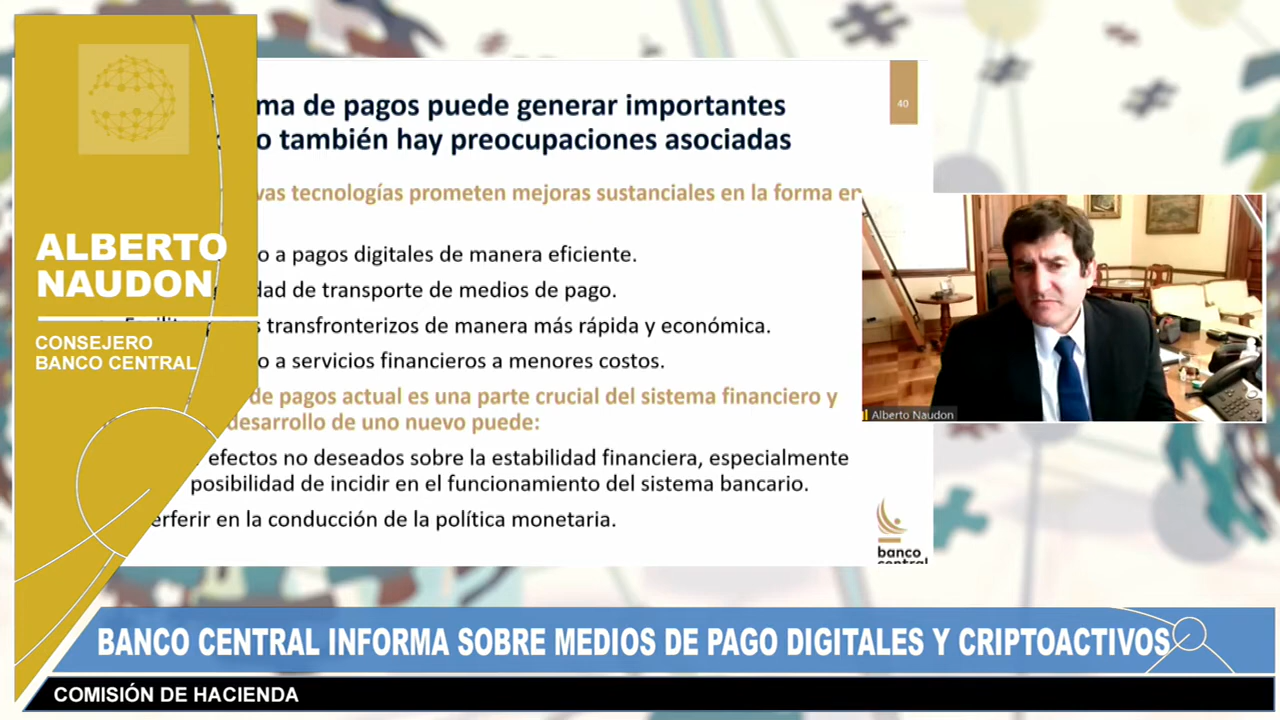 40
ma de pagos puede generar importantes
o también hay preocupaciones asociadas
vas tecnologías prometen mejoras sustanciales en la forma en
o a pagos digitales de manera eficiente.
dad de transporte de medios de pago.
transfronterizos de manera más rápida y económica.
o a servicios financieros a menores costos.
de pagos actual es una parte crucial del sistema financiero y
desarrollo de uno nuevo puede:
efectos no deseados sobre la estabilidad financiera, especialmente
posibilidad de incidir en el funcionamiento del sistema bancario.
erferir en la conducción de la política monetaria.
banco
central
ALBERTO
NAUDON
CONSEJERO
BANCO CENTRAL
Alberto Naudon
BANCO CENTRAL INFORMA SOBRE MEDIOS DE PAGO DIGITALES Y CRIPTOACTIVOS
COMISIÓN DE HACIENDA